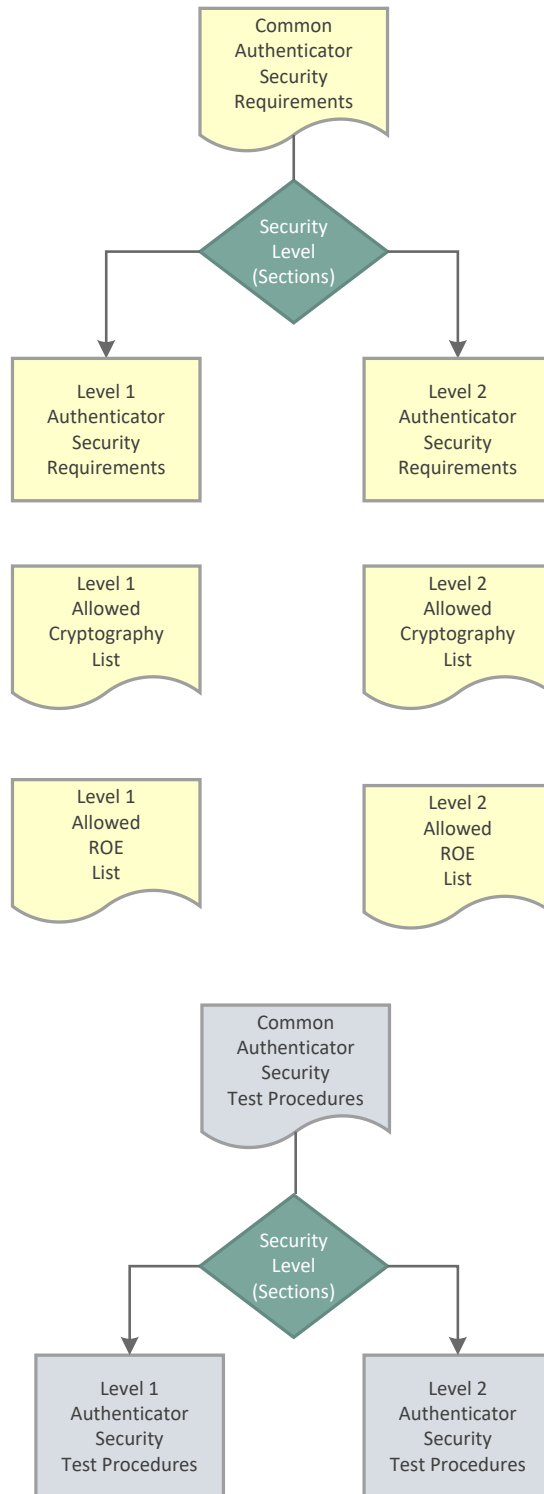 Common
Authenticator
Security
Requirements
Security
Level
(Sections)
Level 1
Authenticator
Security
Requirements
Level 2
Authenticator
Security
Requirements
Level 1
Allowed
Cryptography
List
Level 2
Allowed
Cryptography
List
Level 1
Allowed
ROE
List
Level 2
Allowed
ROE
List
Common
Authenticator
Security
Test Procedures
Security
Level
(Sections)
Level 1
Authenticator
Security
Test Procedures
Level 2
Authenticator
Security
Test Procedures